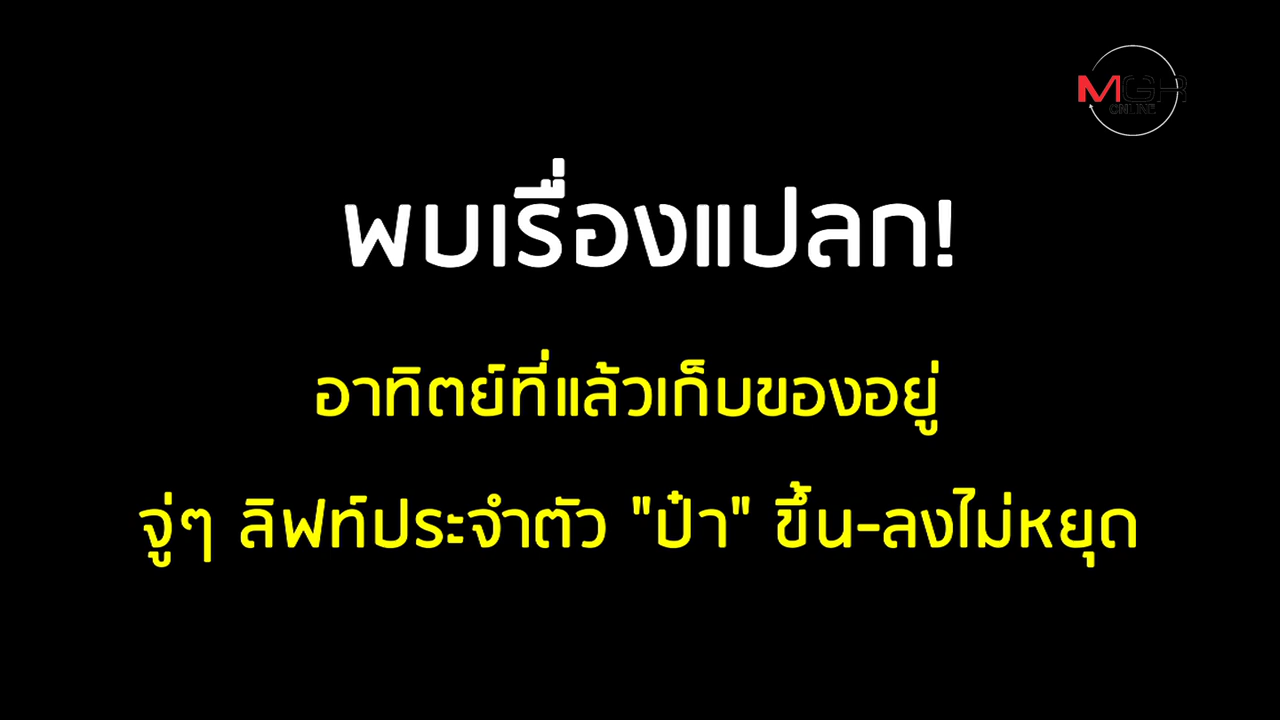 MGR
ONLINE
พบเรื่องแปลก!
อาทิตย์ที่แล้วเก็บของอยู่
จู่ๆ ลิฟท์ประจำตัว "ป๋า" ขึ้น-ลงไม่หยุด